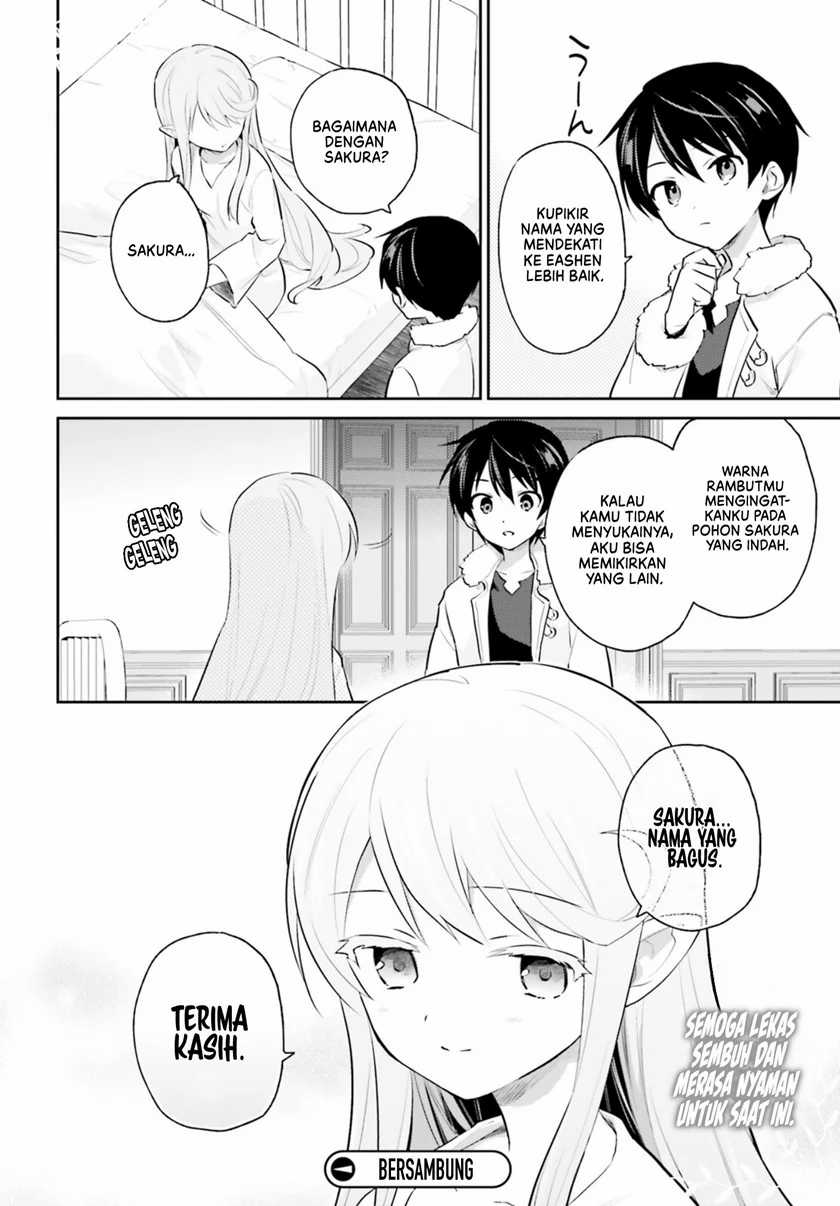 うーん
KUPIKIR
NAMA YANG
MENDEKATI
KE EASHEN
LEBIH BAIK.
BAGAIMANA
DENGAN
SAKURA?
SAKURA...
WARNA
RAMBUTMU
MENGINGAT-
KANKU PADA
POHON SAKURA
YANG INDAH.
KALAU
KAMU TIDAK
MENYUKAINYA,
AKU BISA
MEMIKIRKAN
YANG LAIN.
GELENG
GELENG
SAKURA...
NAMA YANG
BAGUS.
TERIMA
KASIH.
SEMOGA LEKAS
SEMBUH DAN
MERASA NYAMAN
UNTUK SAAT INI.
BERSAMBUNG